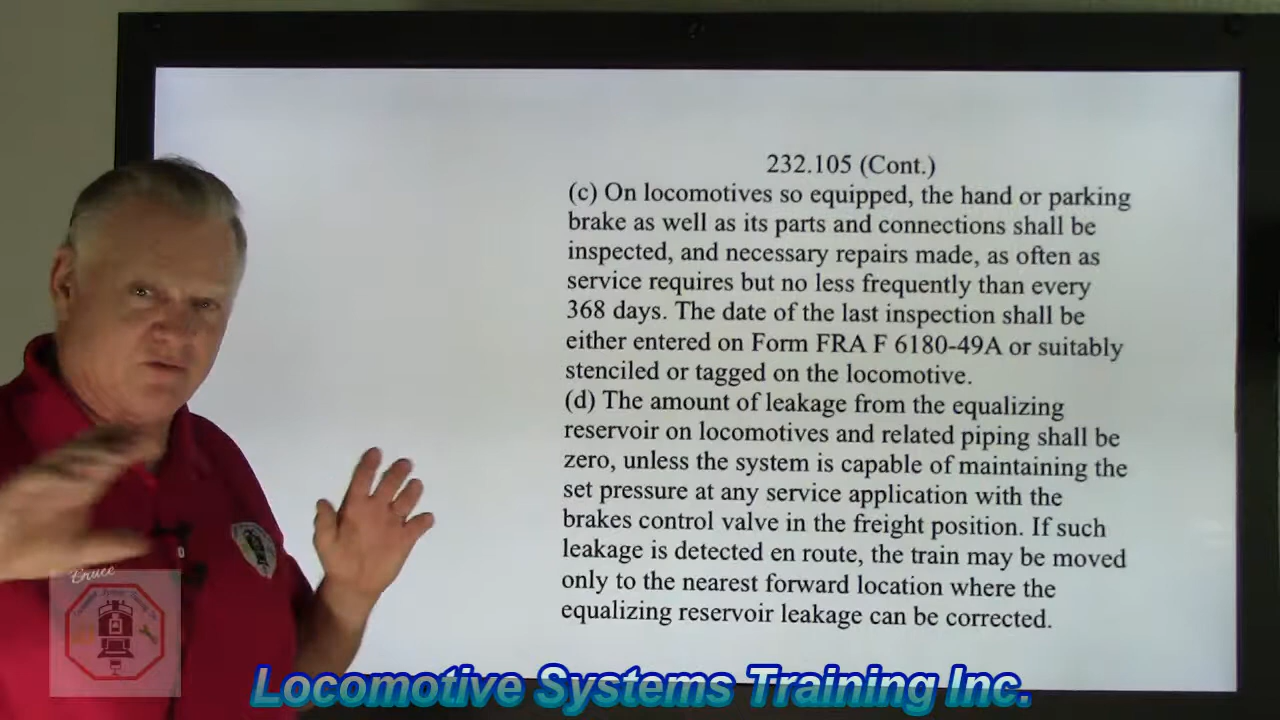 232.105 (Cont.)
(c) On locomotives so equipped, the hand or parking
brake as well as its parts and connections shall be
inspected, and necessary repairs made, as often as
service requires but no less frequently than every
368 days. The date of the last inspection shall be
either entered on Form FRA F 6180-49A or suitably
stenciled or tagged on the locomotive.
(d) The amount of leakage from the equalizing
reservoir on locomotives and related piping shall be
zero, unless the system is capable of maintaining the
set pressure at any service application with the
brakes control valve in the freight position. If such
leakage is detected en route, the train may be moved
only to the nearest forward location where the
equalizing reservoir leakage can be corrected.
Bruce
Locomotive Systems Training Inc.